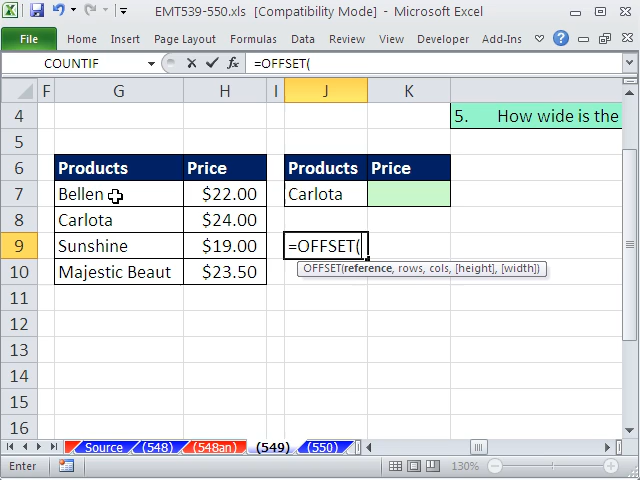 EMT539-550.xls [Compatibility Mode] - Microsoft Excel
File Home Insert Page Layout Formulas Data Review View Developer Add-Ins
COUNTIF fx =OFFSET(
F G H I J K
4 5. How wide is the
5
6 Products Price Products Price
7 Bellen $22.00 Carlota
8 Carlota $24.00
9 Sunshine $19.00 =OFFSET(
10 Majestic Beaut $23.50 OFFSET(reference, rows, cols, [height], [width])
11
12
13
14
15
16
Source (548) (548an) (549) (550)
Enter 130%